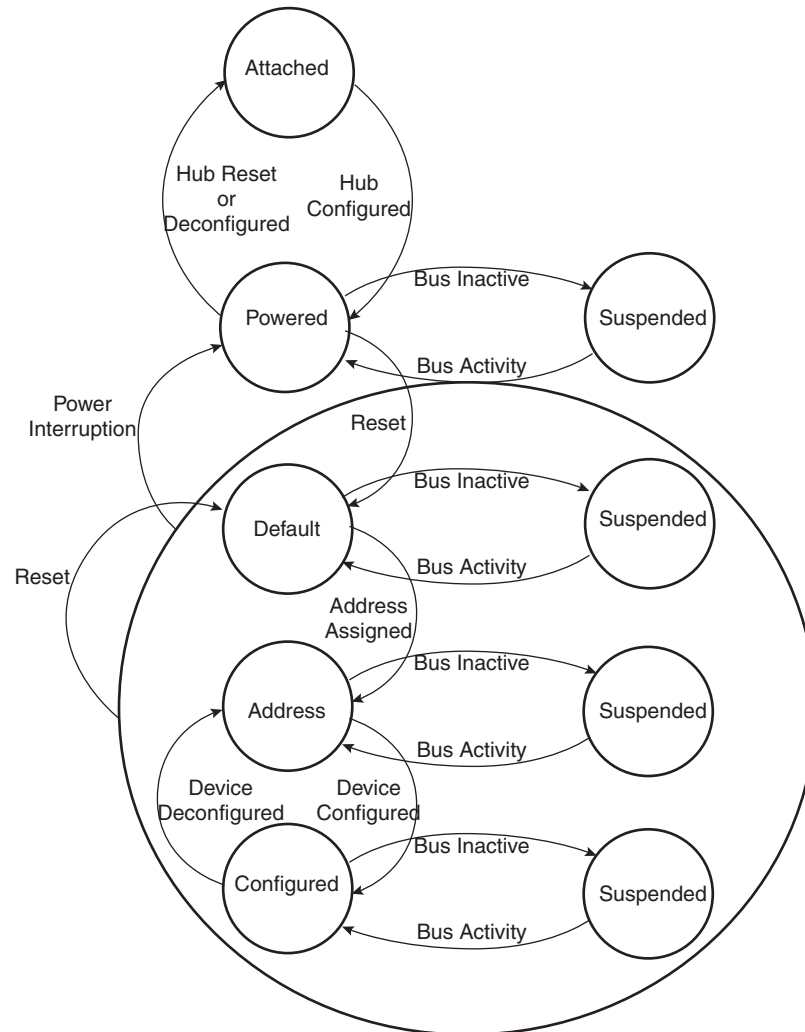 Attached
Hub Reset
or
Deconfigured
Hub
Configured
Powered
Bus Inactive
Suspended
Bus Activity
Power
Interruption
Reset
Default
Bus Inactive
Suspended
Bus Activity
Reset
Address
Assigned
Address
Bus Inactive
Suspended
Bus Activity
Device
Deconfigured
Device
Configured
Configured
Bus Inactive
Suspended
Bus Activity